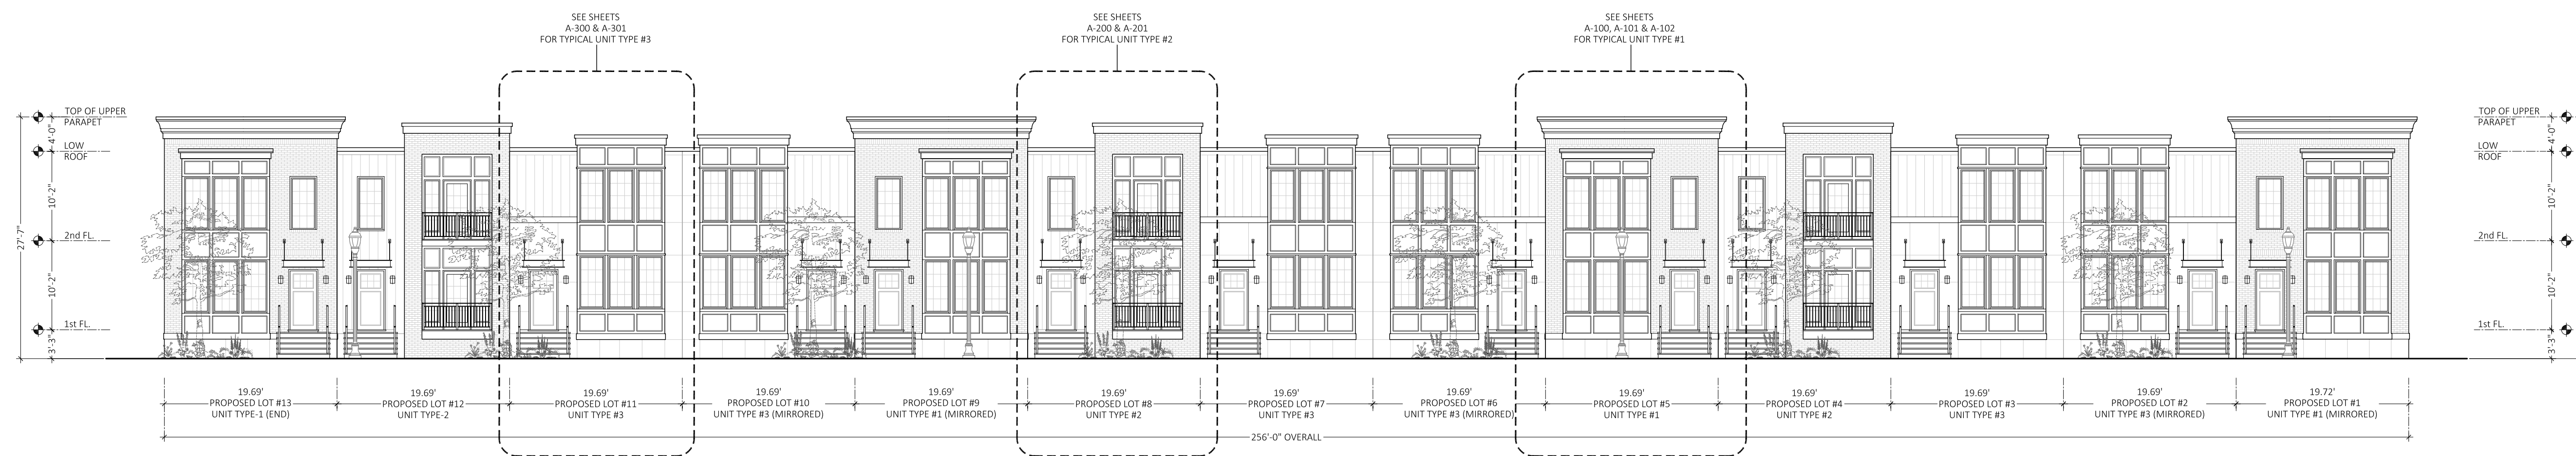 SEE SHEETS
A-300 & A-301
FOR TYPICAL UNIT TYPE #3
SEE SHEETS
A-200 & A-201
FOR TYPICAL UNIT TYPE #2
SEE SHEETS
A-100, A-101 & A-102
FOR TYPICAL UNIT TYPE #1
TOP OF UPPER
PARAPET
4'-0"
LOW
ROOF
10'-2"
27'-7"
2nd FL.
10'-2"
1st FL.
3'-3"
TOP OF UPPER
PARAPET
4'-0"
LOW
ROOF
10'-2"
27'-7"
2nd FL.
10'-2"
1st FL.
3'-3"
19.69'
PROPOSED LOT #13
UNIT TYPE-1 (END)
19.69'
PROPOSED LOT #12
UNIT TYPE-2
19.69'
PROPOSED LOT #11
UNIT TYPE #3
19.69'
PROPOSED LOT #10
UNIT TYPE #3 (MIRRORED)
19.69'
PROPOSED LOT #9
UNIT TYPE #1 (MIRRORED)
19.69'
PROPOSED LOT #8
UNIT TYPE #2
19.69'
PROPOSED LOT #7
UNIT TYPE #3
19.69'
PROPOSED LOT #6
UNIT TYPE #3 (MIRRORED)
19.69'
PROPOSED LOT #5
UNIT TYPE #1
19.69'
PROPOSED LOT #4
UNIT TYPE #2
19.69'
PROPOSED LOT #3
UNIT TYPE #3
19.69'
PROPOSED LOT #2
UNIT TYPE #3 (MIRRORED)
19.72'
PROPOSED LOT #1
UNIT TYPE #1 (MIRRORED)
256'-0" OVERALL